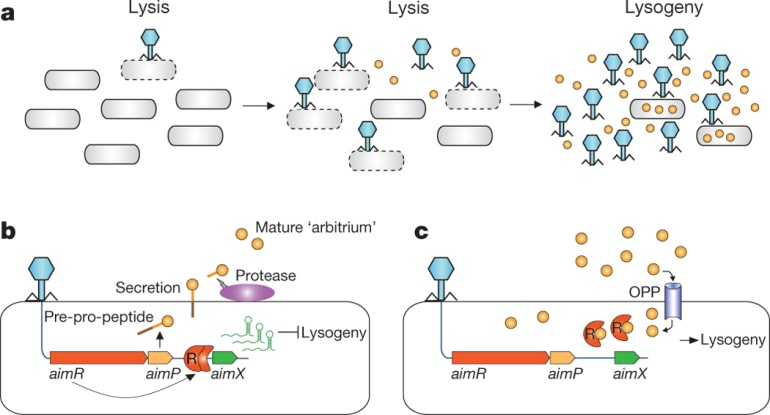 a
Lysis
Lysis
Lysogeny
b
Mature ‘arbitrium’
Secretion
Protease
Pre-pro-peptide
Lysogeny
R
aimR
aimP
aimX
c
OPP
R
R
Lysogeny
aimR
aimP
aimX